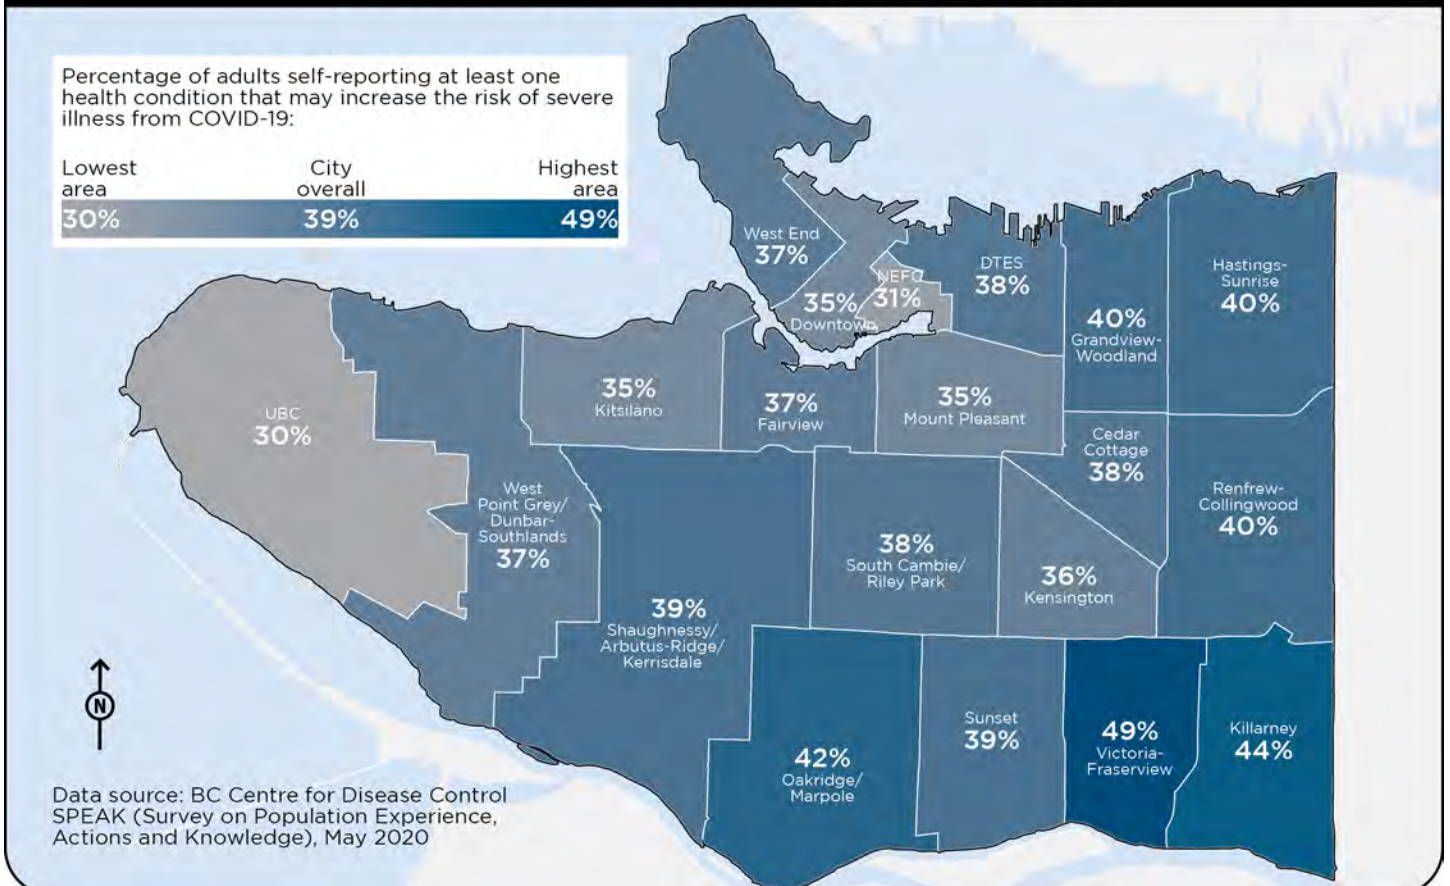 Percentage of adults self-reporting at least one
health condition that may increase the risk of severe
illness from COVID-19:
Lowest
area
City
overall
Highest
area
30%
39%
49%
West End
37%
35%
Downtown
NEFC
31%
DTES
38%
40%
Grandview-
Woodland
Hastings-
Sunrise
40%
UBC
30%
35%
Kitsilano
37%
Fairview
35%
Mount Pleasant
Cedar
Cottage
38%
West
Point Grey/
Dunbar-
Southlands
37%
Renfrew-
Collingwood
40%
38%
South Cambie/
Riley Park
36%
Kensington
39%
Shaughnessy/
Arbutus-Ridge/
Kerrisdale
42%
Oakridge/
Marpole
Sunset
39%
49%
Victoria-
Fraserview
Killarney
44%
N
Data source: BC Centre for Disease Control
SPEAK (Survey on Population Experience,
Actions and Knowledge), May 2020